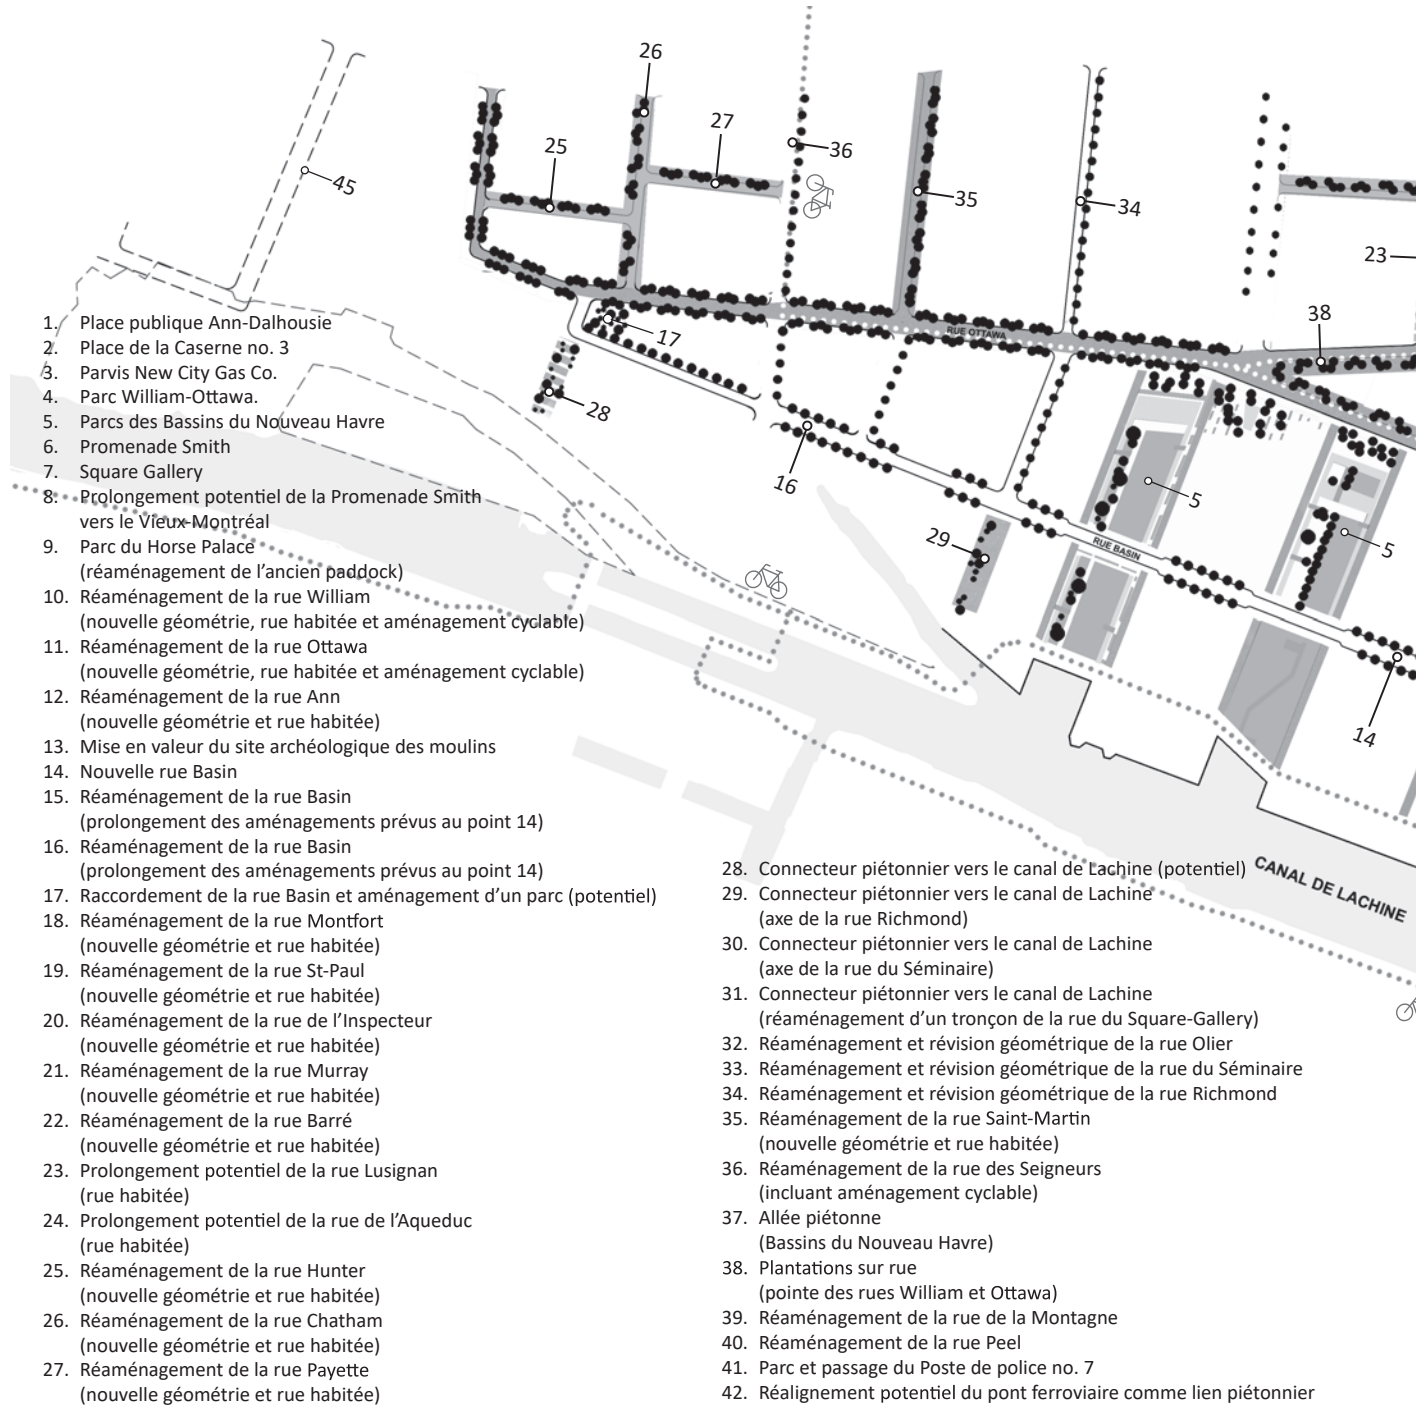 26
27
25
36
45
35
34
23
38
RUE OTTAWA
17
28
16
5
29
RUE BASIN
5
14
CANAL DE LACHINE
1. Place publique Ann-Dalhousie
2. Place de la Caserne no. 3
3. Parvis New City Gas Co.
4. Parc William-Ottawa.
5. Parcs des Bassins du Nouveau Havre
6. Promenade Smith
7. Square Gallery
8. Prolongement potentiel de la Promenade Smith
vers le Vieux-Montréal
9. Parc du Horse Palace
(réaménagement de l'ancien paddock)
10. Réaménagement de la rue William
(nouvelle géométrie, rue habitée et aménagement cyclable)
11. Réaménagement de la rue Ottawa
(nouvelle géométrie, rue habitée et aménagement cyclable)
12. Réaménagement de la rue Ann
(nouvelle géométrie et rue habitée)
13. Mise en valeur du site archéologique des moulins
14. Nouvelle rue Basin
15. Réaménagement de la rue Basin
(prolongement des aménagements prévus au point 14)
16. Réaménagement de la rue Basin
(prolongement des aménagements prévus au point 14)
17. Raccordement de la rue Basin et aménagement d'un parc (potentiel)
18. Réaménagement de la rue Montfort
(nouvelle géométrie et rue habitée)
19. Réaménagement de la rue St-Paul
(nouvelle géométrie et rue habitée)
20. Réaménagement de la rue de l'Inspecteur
(nouvelle géométrie et rue habitée)
21. Réaménagement de la rue Murray
(nouvelle géométrie et rue habitée)
22. Réaménagement de la rue Barré
(nouvelle géométrie et rue habitée)
23. Prolongement potentiel de la rue Lusignan
(rue habitée)
24. Prolongement potentiel de la rue de l'Aqueduc
(rue habitée)
25. Réaménagement de la rue Hunter
(nouvelle géométrie et rue habitée)
26. Réaménagement de la rue Chatham
(nouvelle géométrie et rue habitée)
27. Réaménagement de la rue Payette
(nouvelle géométrie et rue habitée)
28. Connecteur piétonnier vers le canal de Lachine (potentiel)
29. Connecteur piétonnier vers le canal de Lachine
(axe de la rue Richmond)
30. Connecteur piétonnier vers le canal de Lachine
(axe de la rue du Séminaire)
31. Connecteur piétonnier vers le canal de Lachine
(réaménagement d'un tronçon de la rue du Square-Gallery)
32. Réaménagement et révision géométrique de la rue Olier
33. Réaménagement et révision géométrique de la rue du Séminaire
34. Réaménagement et révision géométrique de la rue Richmond
35. Réaménagement de la rue Saint-Martin
(nouvelle géométrie et rue habitée)
36. Réaménagement de la rue des Seigneurs
(incluant aménagement cyclable)
37. Allée piétonne
(Bassins du Nouveau Havre)
38. Plantations sur rue
(pointe des rues William et Ottawa)
39. Réaménagement de la rue de la Montagne
40. Réaménagement de la rue Peel
41. Parc et passage du Poste de police no. 7
42. Réalignement potentiel du pont ferroviaire comme lien piétonnier